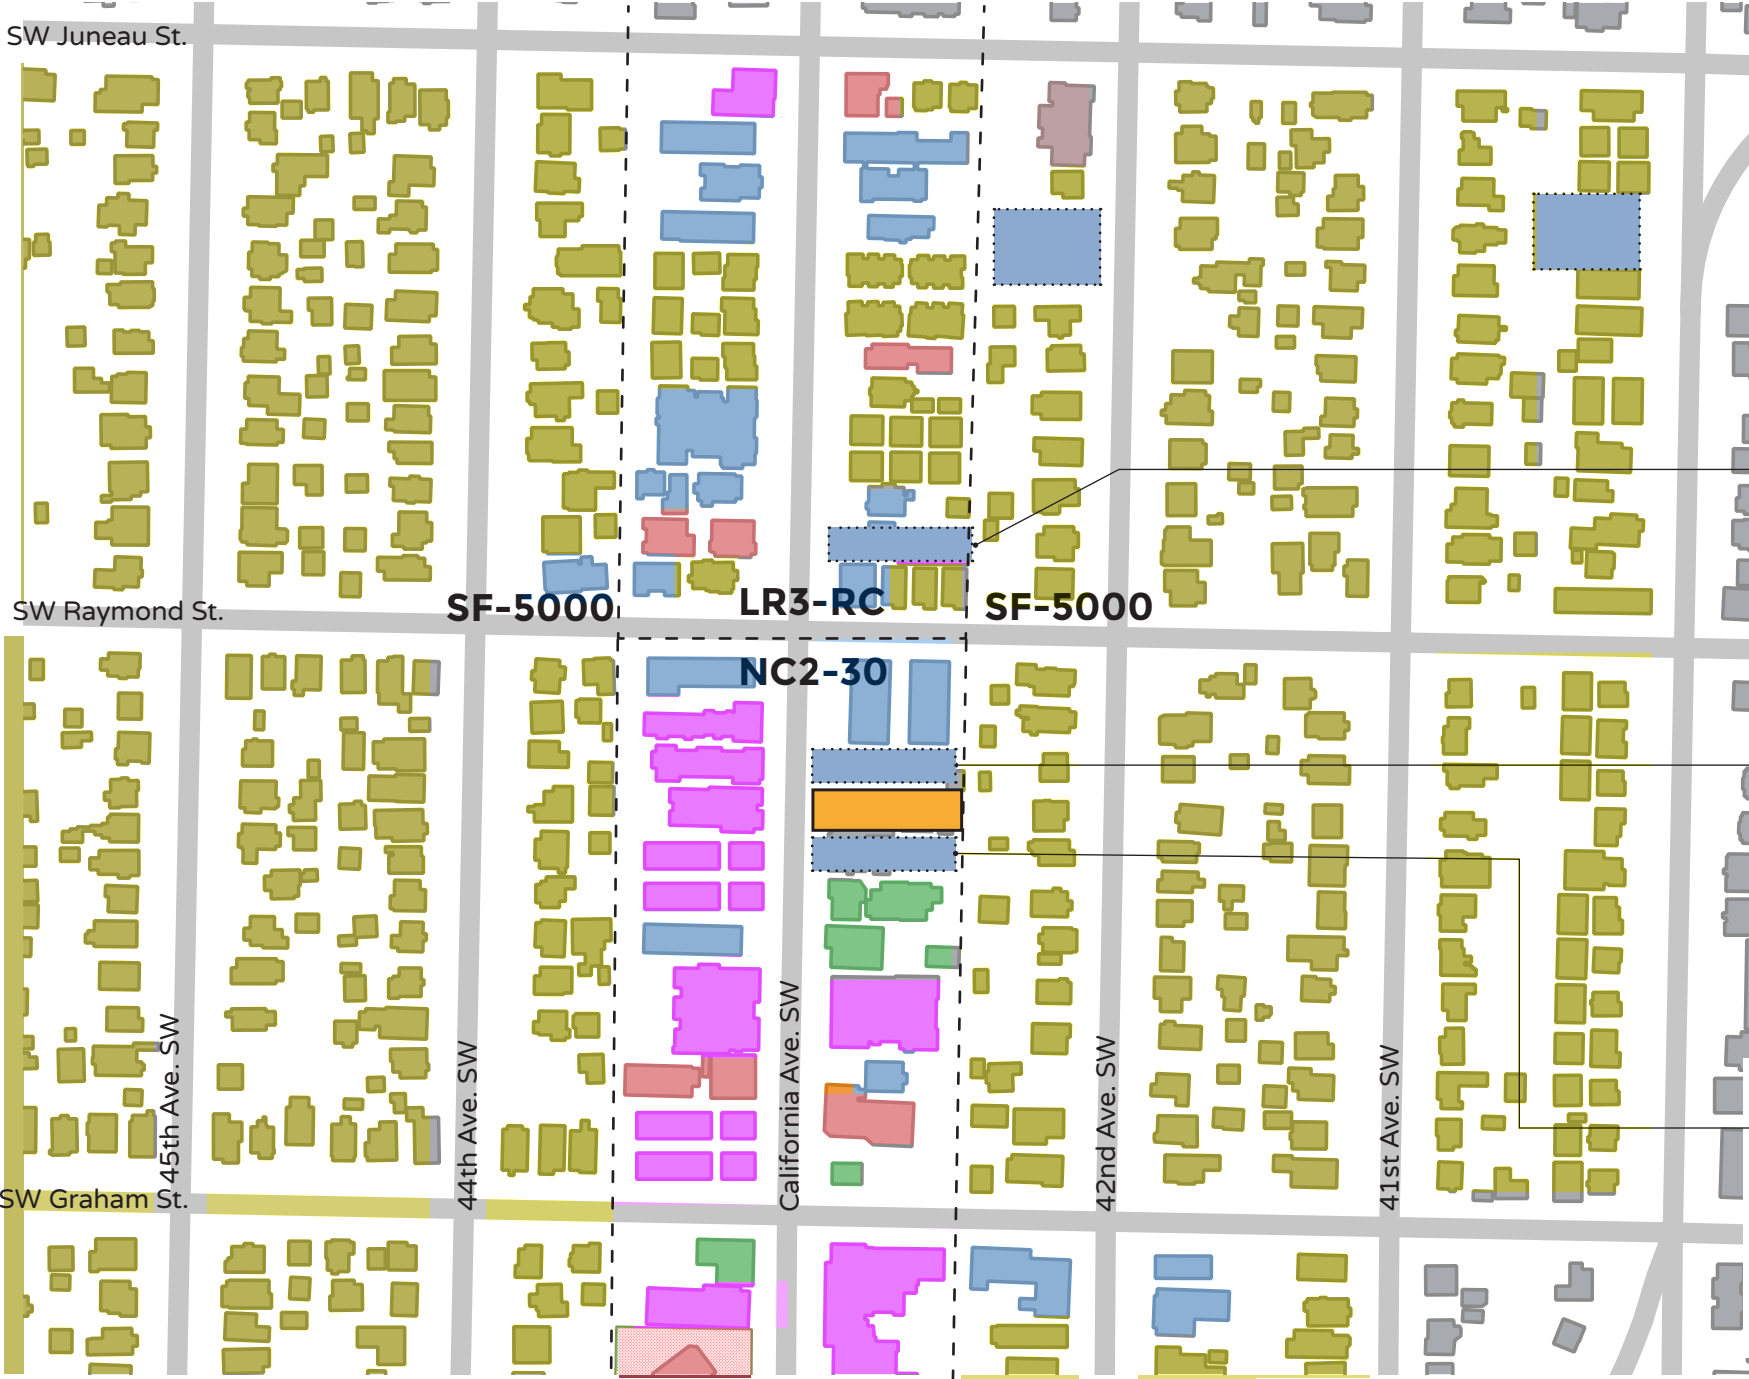 SW Juneau St.
SW Raymond St.
SF-5000
LR3-RC
SF-5000
NC2-30
45th Ave. SW
44th Ave. SW
California Ave. SW
42nd Ave. SW
41st Ave. SW
SW Graham St.